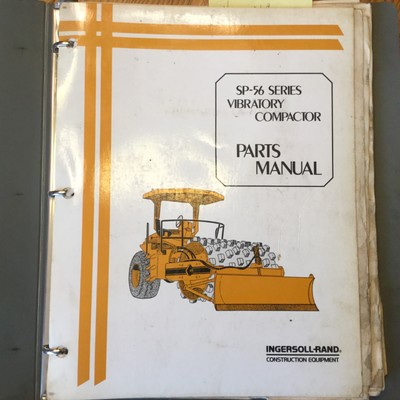 SP-56 SERIES
VIBRATORY
COMPACTOR
PARTS
MANUAL
INGERSOLL-RAND®
CONSTRUCTION EQUIPMENT